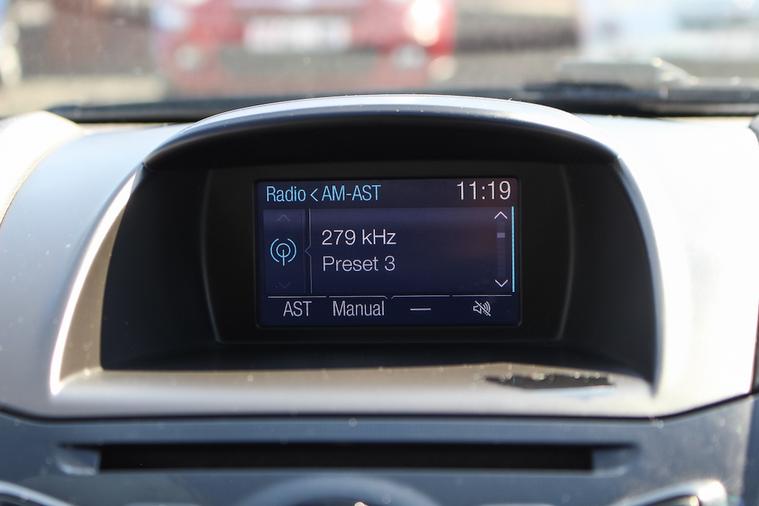 Radio < AM-AST 11:19
279 kHz
Preset 3
AST Manual —